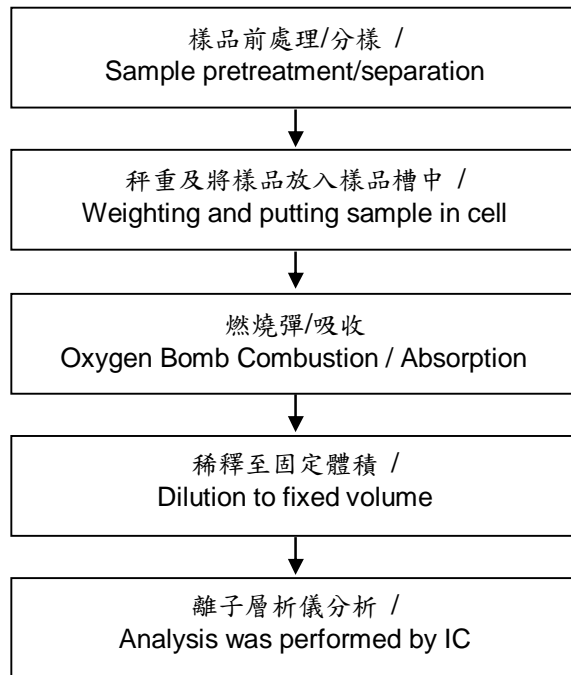 樣品前處理/分樣 /
Sample pretreatment/separation
秤重及將樣品放入樣品槽中 /
Weighting and putting sample in cell
燃燒彈/吸收
Oxygen Bomb Combustion / Absorption
稀釋至固定體積 /
Dilution to fixed volume
離子層析儀分析 /
Analysis was performed by IC